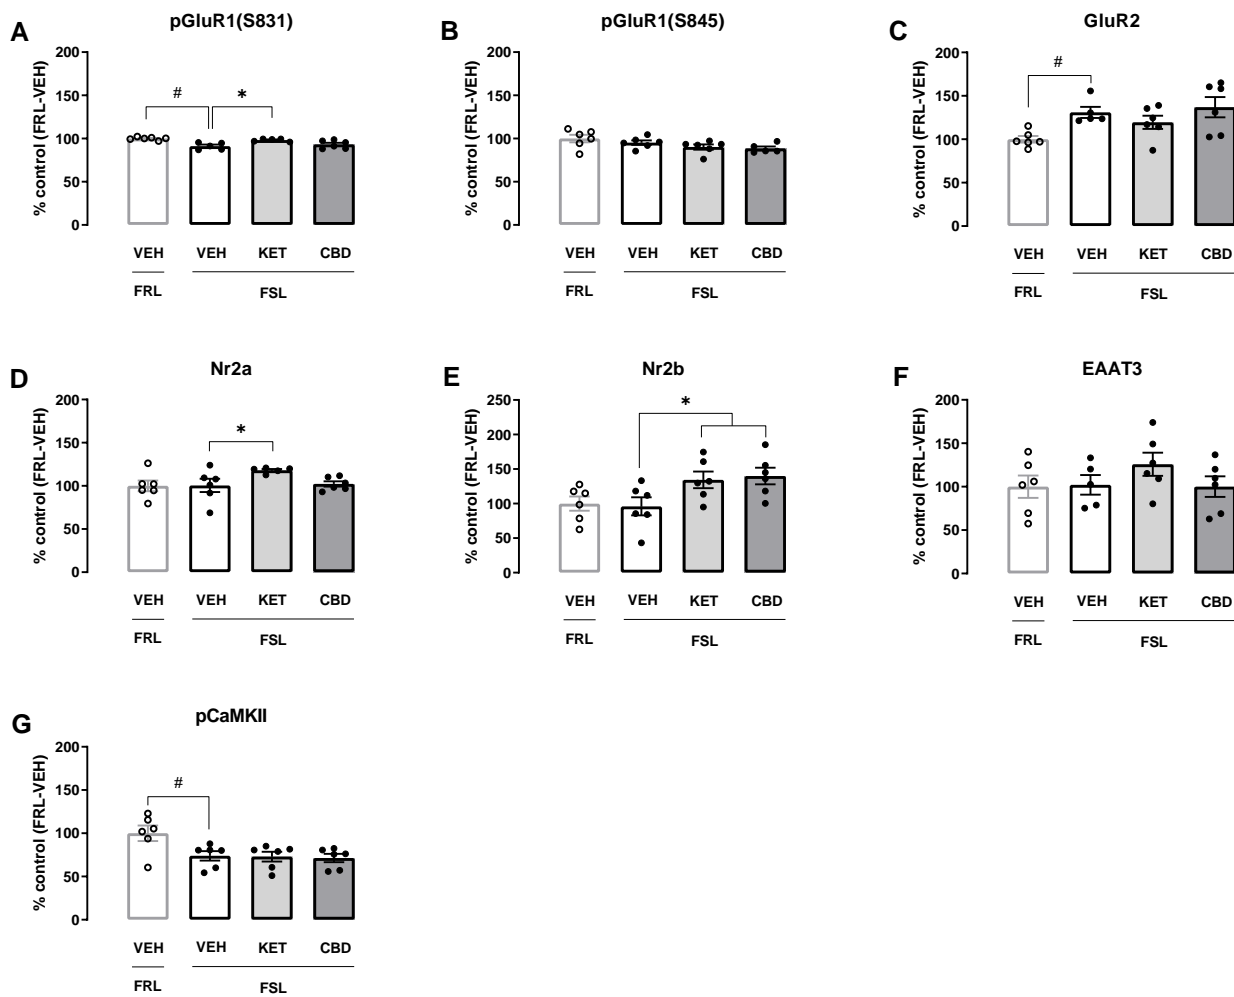 A
pGluR1(S831)
% control (FRL-VEH)
200
150
100
50
0
#
*
VEH VEH KET CBD
FRL FSL
B
pGluR1(S845)
% control (FRL-VEH)
200
150
100
50
0
VEH VEH KET CBD
FRL FSL
C
GluR2
% control (FRL-VEH)
200
150
100
50
0
#
VEH VEH KET CBD
FRL FSL
D
Nr2a
% control (FRL-VEH)
200
150
100
50
0
*
VEH VEH KET CBD
FRL FSL
E
Nr2b
% control (FRL-VEH)
250
200
150
100
50
0
*
VEH VEH KET CBD
FRL FSL
F
EAAT3
% control (FRL-VEH)
200
150
100
50
0
VEH VEH KET CBD
FRL FSL
G
pCaMKII
% control (FRL-VEH)
200
150
100
50
0
#
VEH VEH KET CBD
FRL FSL